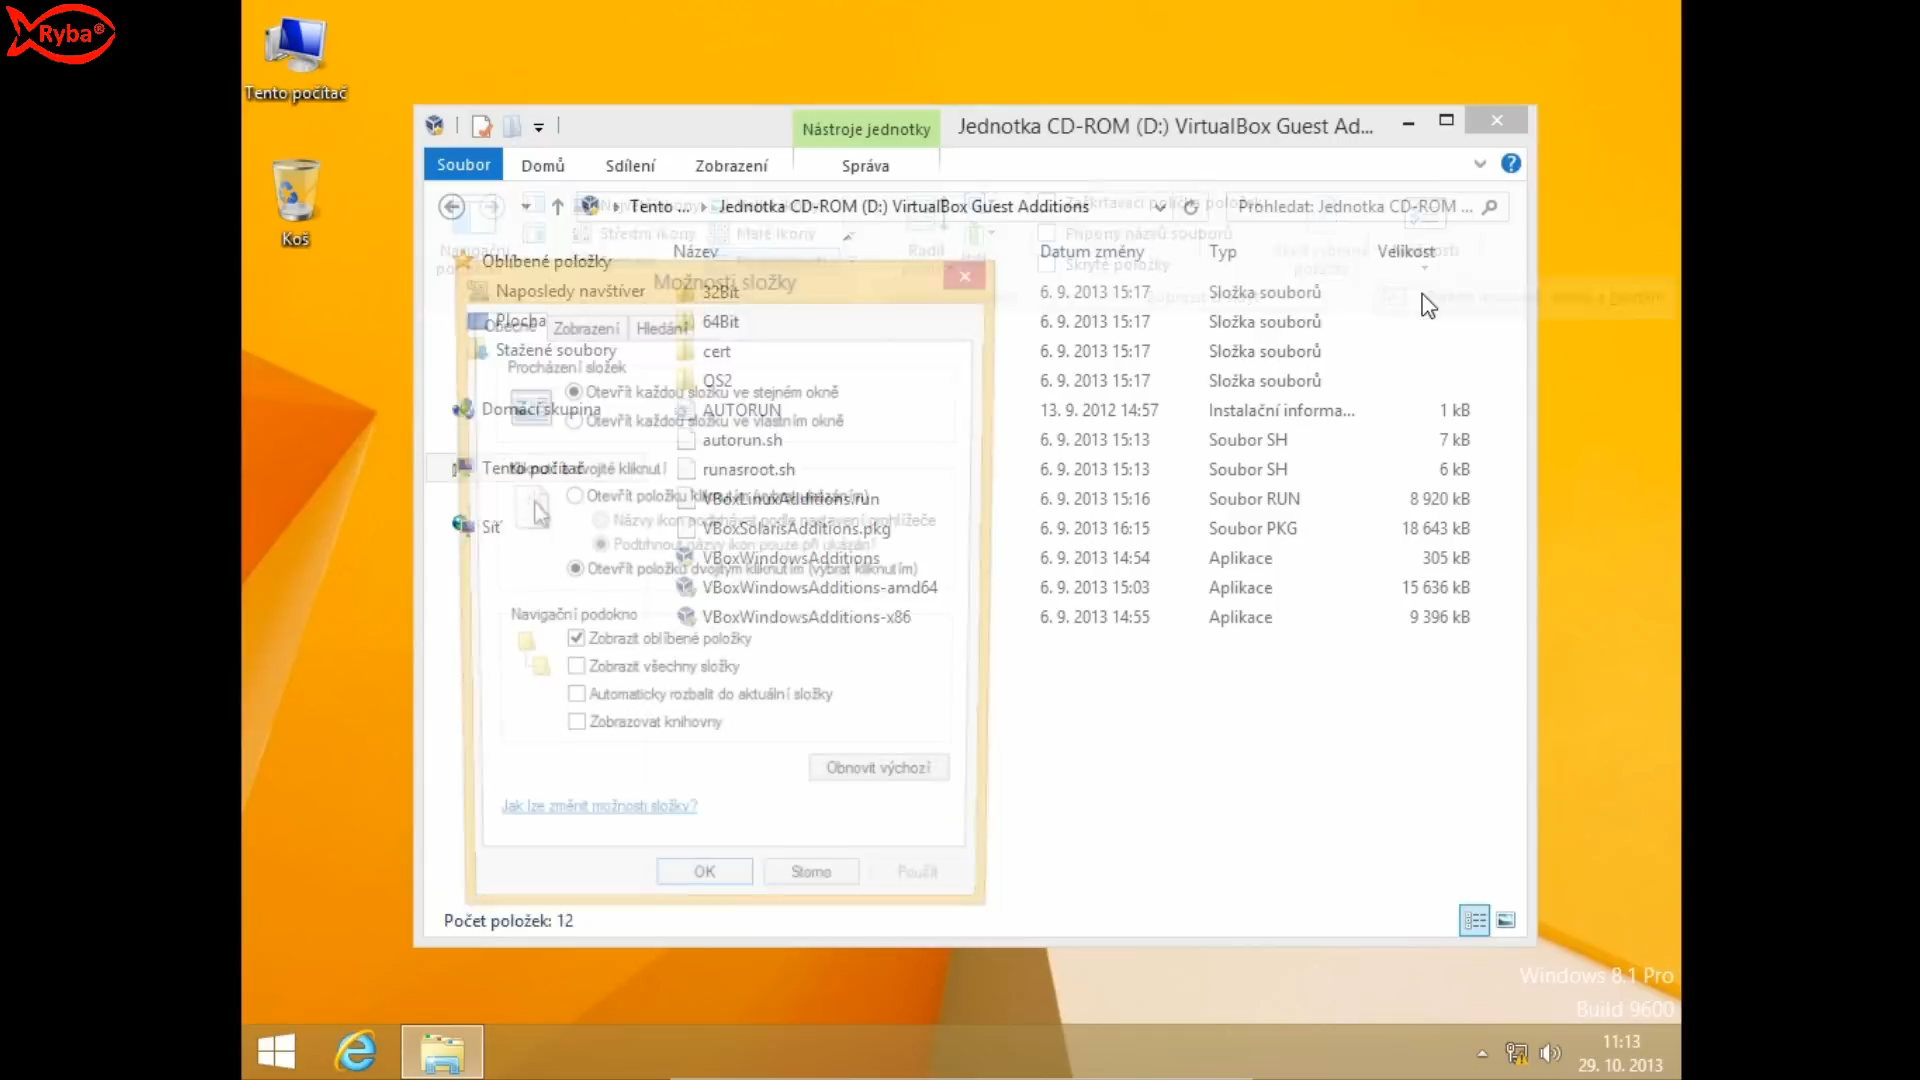 Ryba®
Tento počítač
Koš
Nástroje jednotky
Jednotka CD-ROM (D:) VirtualBox Guest Ad...
Soubor
Domů
Sdílení
Zobrazení
Správa
Tento ...
Jednotka CD-ROM (D:) VirtualBox Guest Additions
Prohledat: Jednotka CD-ROM ...
Střední ikony
Malé ikony
Přípony názvů souborů
Skryté položky
Název
Datum změny
Typ
Velikost
Oblíbené položky
Naposledy navštíver
Plocha
Stažené soubory
Domácí skupina
Tento počítač
Síť
32Bit 6. 9. 2013 15:17 Složka souborů
64Bit 6. 9. 2013 15:17 Složka souborů
cert 6. 9. 2013 15:17 Složka souborů
OS2 6. 9. 2013 15:17 Složka souborů
AUTORUN 13. 9. 2012 14:57 Instalační informa... 1 kB
autorun.sh 6. 9. 2013 15:13 Soubor SH 7 kB
runasroot.sh 6. 9. 2013 15:13 Soubor SH 6 kB
VBoxLinuxAdditions.run 6. 9. 2013 15:16 Soubor RUN 8 920 kB
VBoxSolarisAdditions.pkg 6. 9. 2013 16:15 Soubor PKG 18 643 kB
VBoxWindowsAdditions 6. 9. 2013 14:54 Aplikace 305 kB
VBoxWindowsAdditions-amd64 6. 9. 2013 15:03 Aplikace 15 636 kB
VBoxWindowsAdditions-x86 6. 9. 2013 14:55 Aplikace 9 396 kB
Možnosti složky
Obecné
Zobrazení
Hledání
Procházení složek
Otevřít každou složku ve stejném okně
Otevřít každou složku ve vlastním okně
Otevřít položku
Názvy ikon podtrhávat podle nastavení prohlížeče
Podtrhnout názvy ikon pouze při ukázání
Otevřít položku dvojitým kliknutím (vybrat kliknutím)
Navigační podokno
Zobrazit oblíbené položky
Zobrazit všechny složky
Automaticky rozbalit do aktuální složky
Zobrazovat knihovny
Obnovit výchozí
Jak lze změnit možnosti složky?
OK
Storno
Použít
Počet položek: 12
Windows 8.1 Pro
Build 9600
11:13
29. 10. 2013